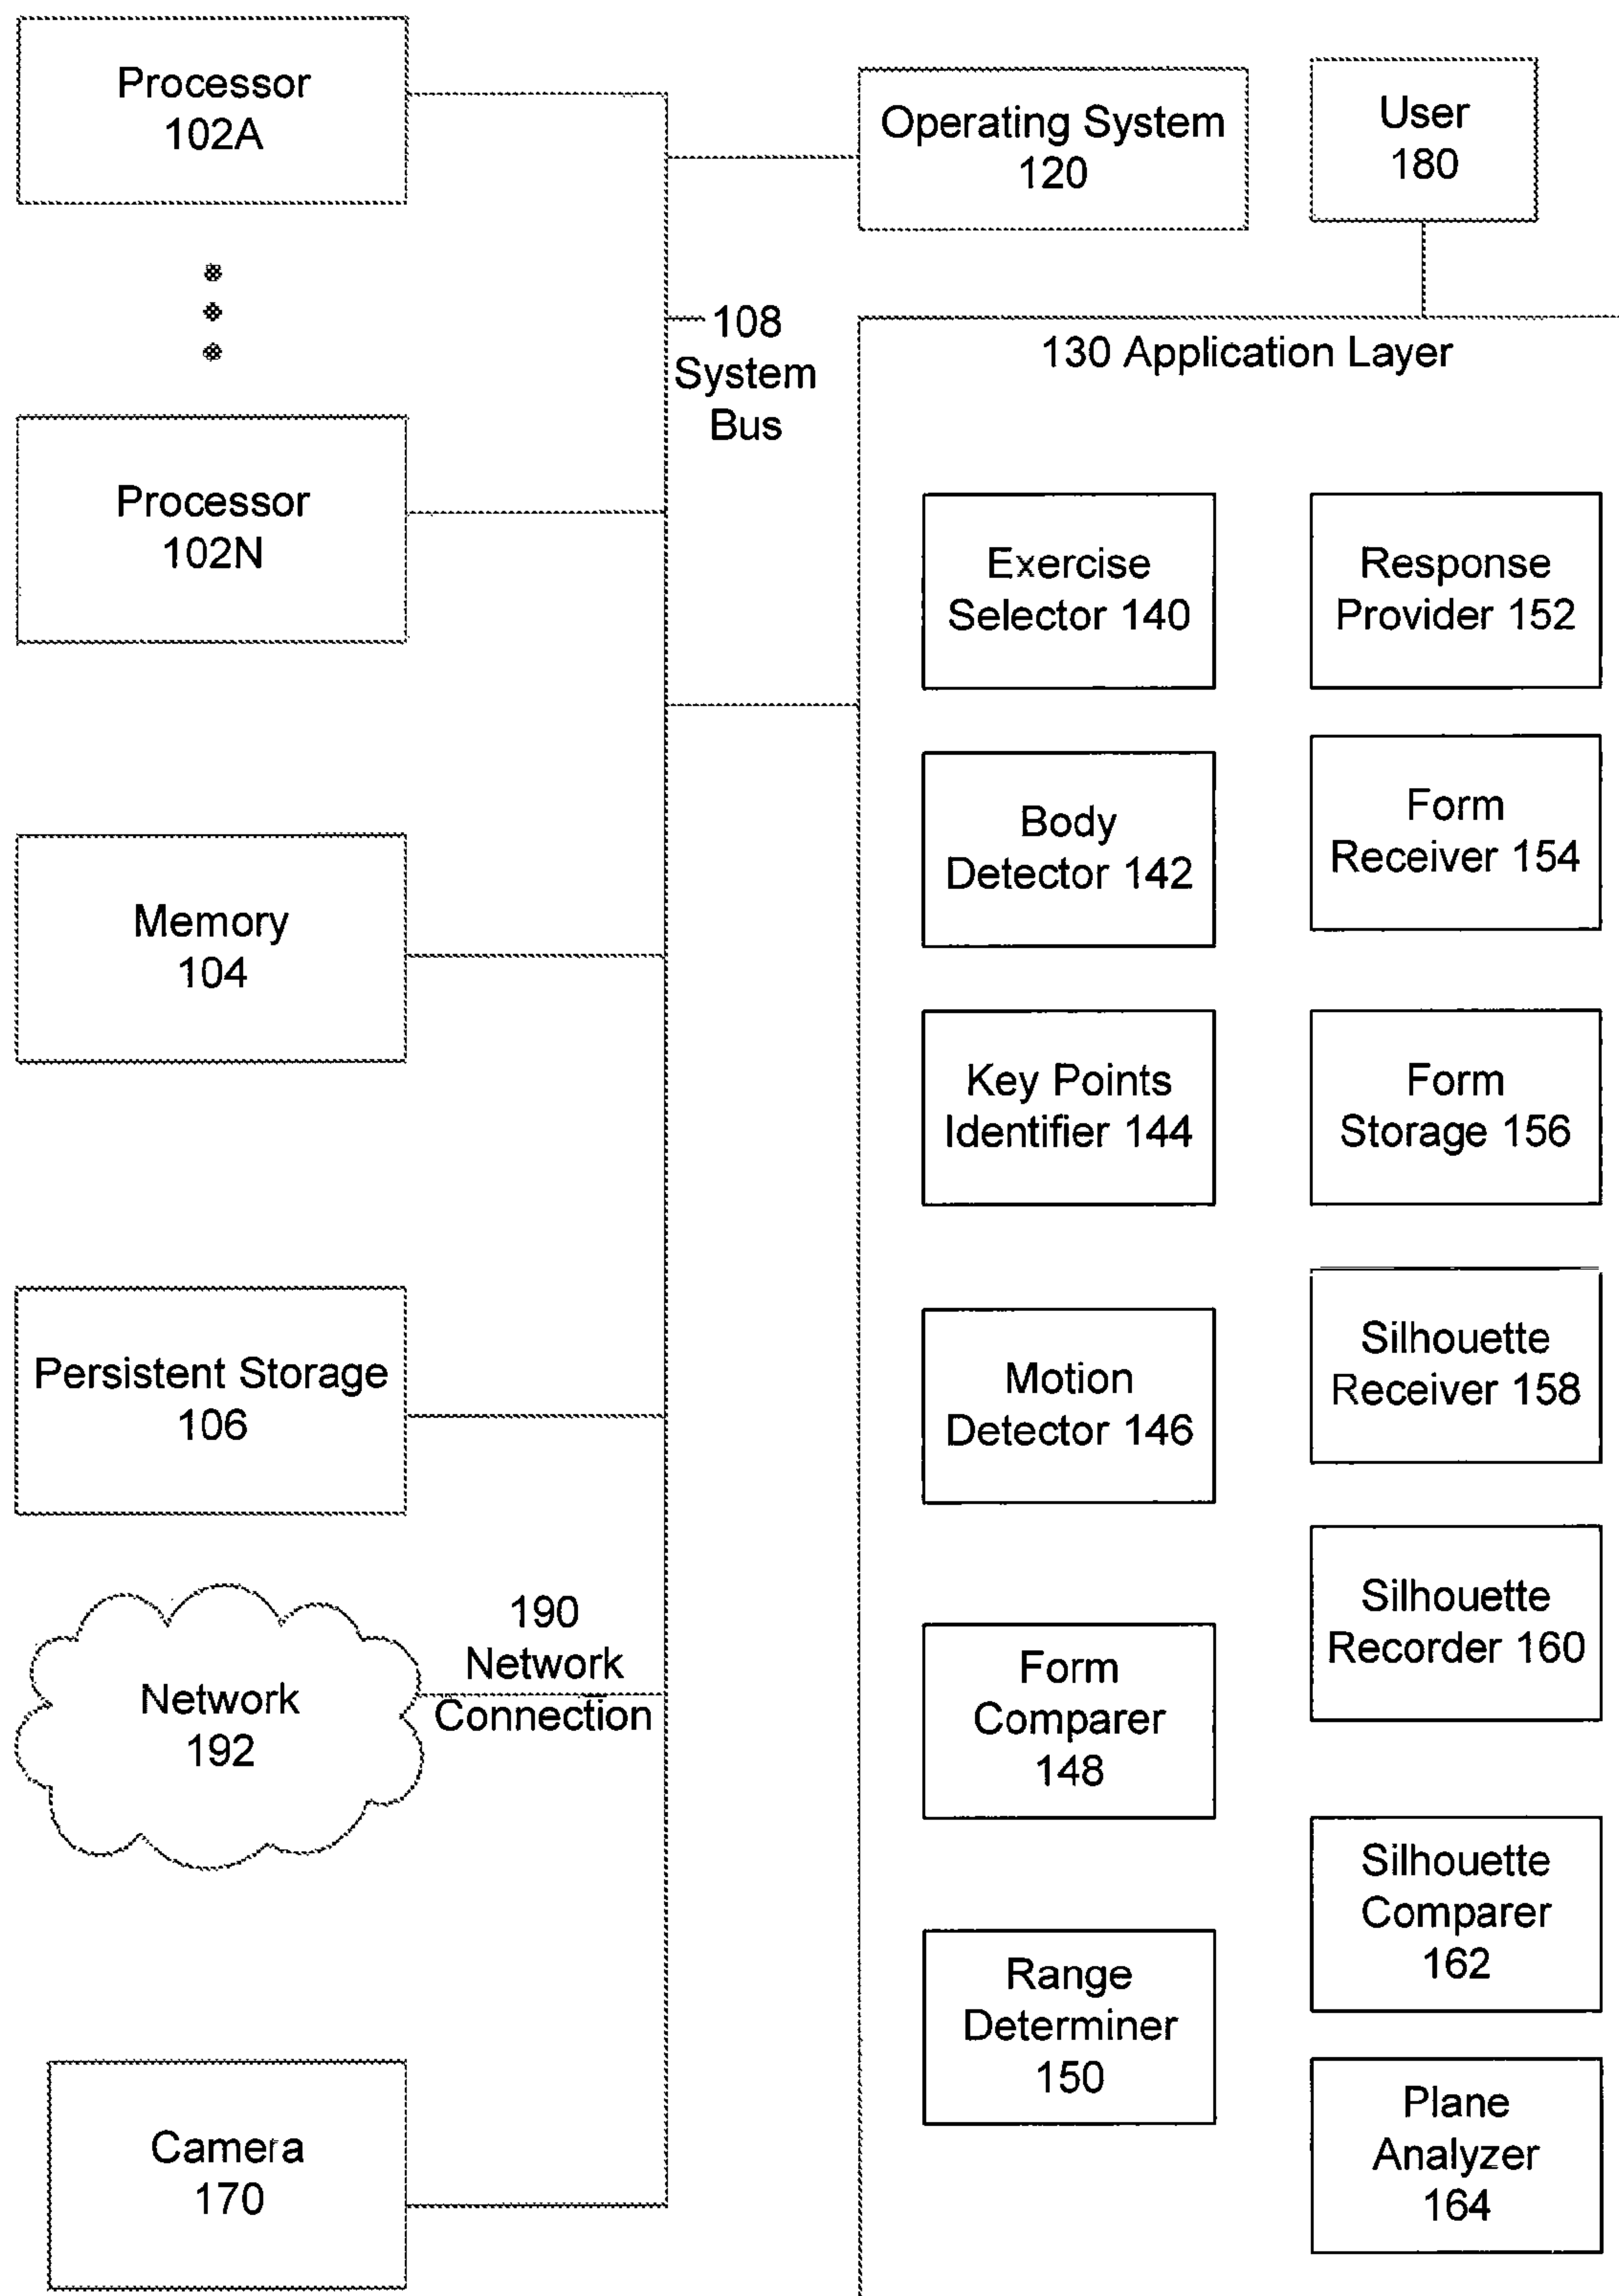 Processor
102A
Operating System
120
User
180
108
System
Bus
130 Application Layer
Processor
102N
Exercise
Selector 140
Response
Provider 152
Body
Detector 142
Form
Receiver 154
Memory
104
Key Points
Identifier 144
Form
Storage 156
Persistent Storage
106
Motion
Detector 146
Silhouette
Receiver 158
190
Network
Connection
Network
192
Form
Comparer
148
Silhouette
Recorder 160
Silhouette
Comparer
162
Range
Determiner
150
Camera
170
Plane
Analyzer
164